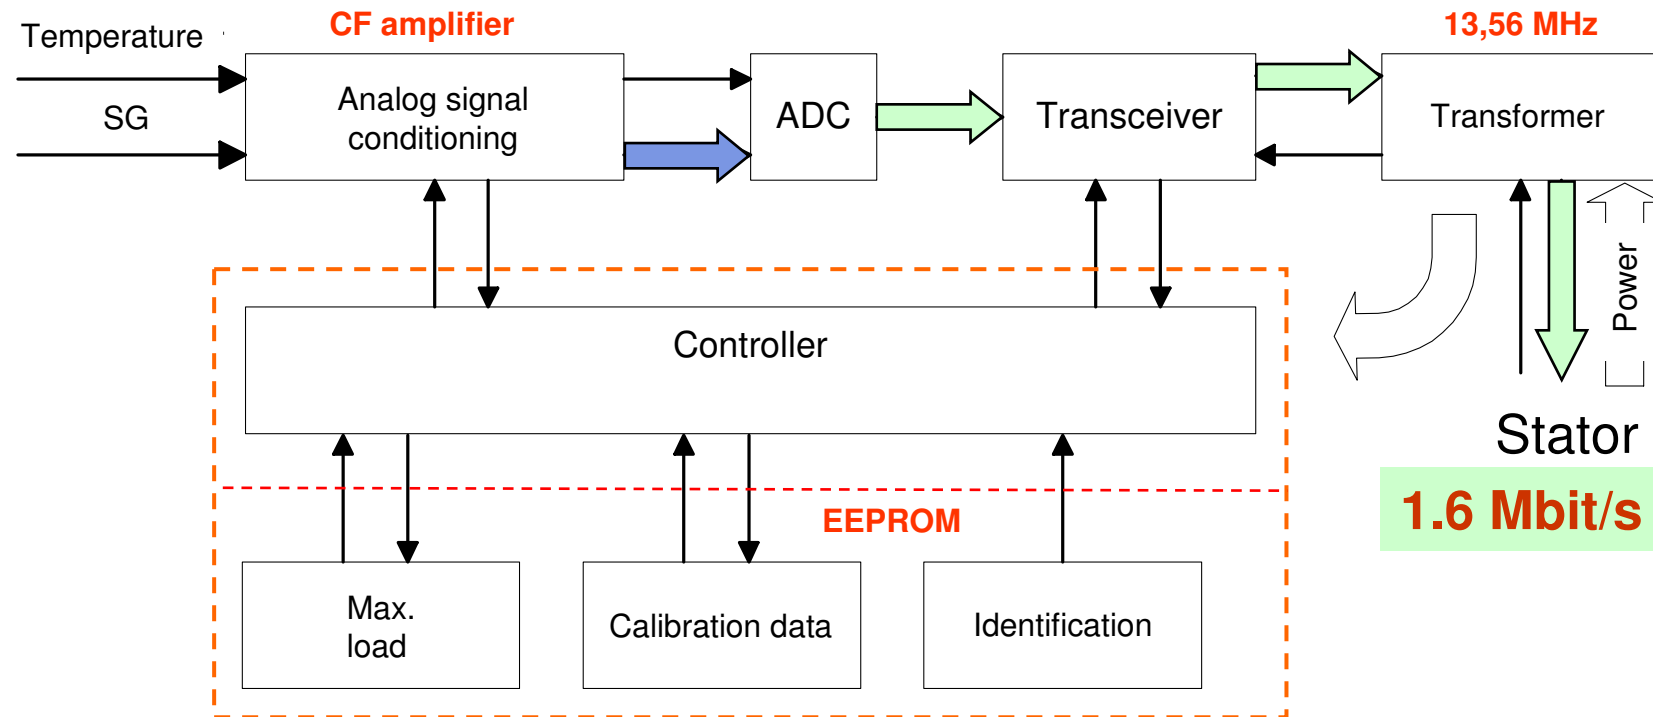 CF amplifier
13,56 MHz
Temperature
SG
Analog signal
conditioning
ADC
Transceiver
Transformer
Power
Controller
Stator
1.6 Mbit/s
EEPROM
Max.
load
Calibration data
Identification